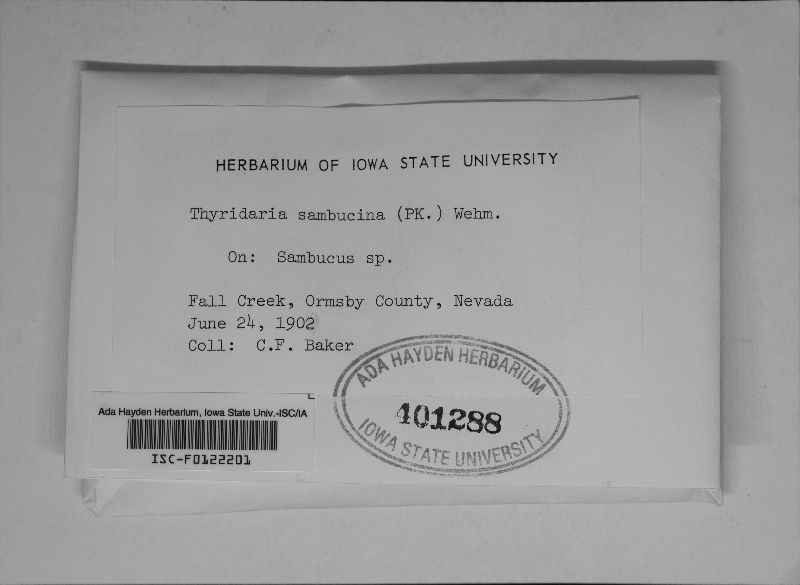 HERBARIUM OF IOWA STATE UNIVERSITY
Thyridaria sambucina (PK.) Wehm.
On: Sambucus sp.
Fall Creek, Ormsby County, Nevada
June 24, 1902
Coll: C.F. Baker
ADA HAYDEN HERBARIUM
401288
IOWA STATE UNIVERSITY
Ada Hayden Herbarium, Iowa State Univ.-ISC/IA
ISC-F0122201